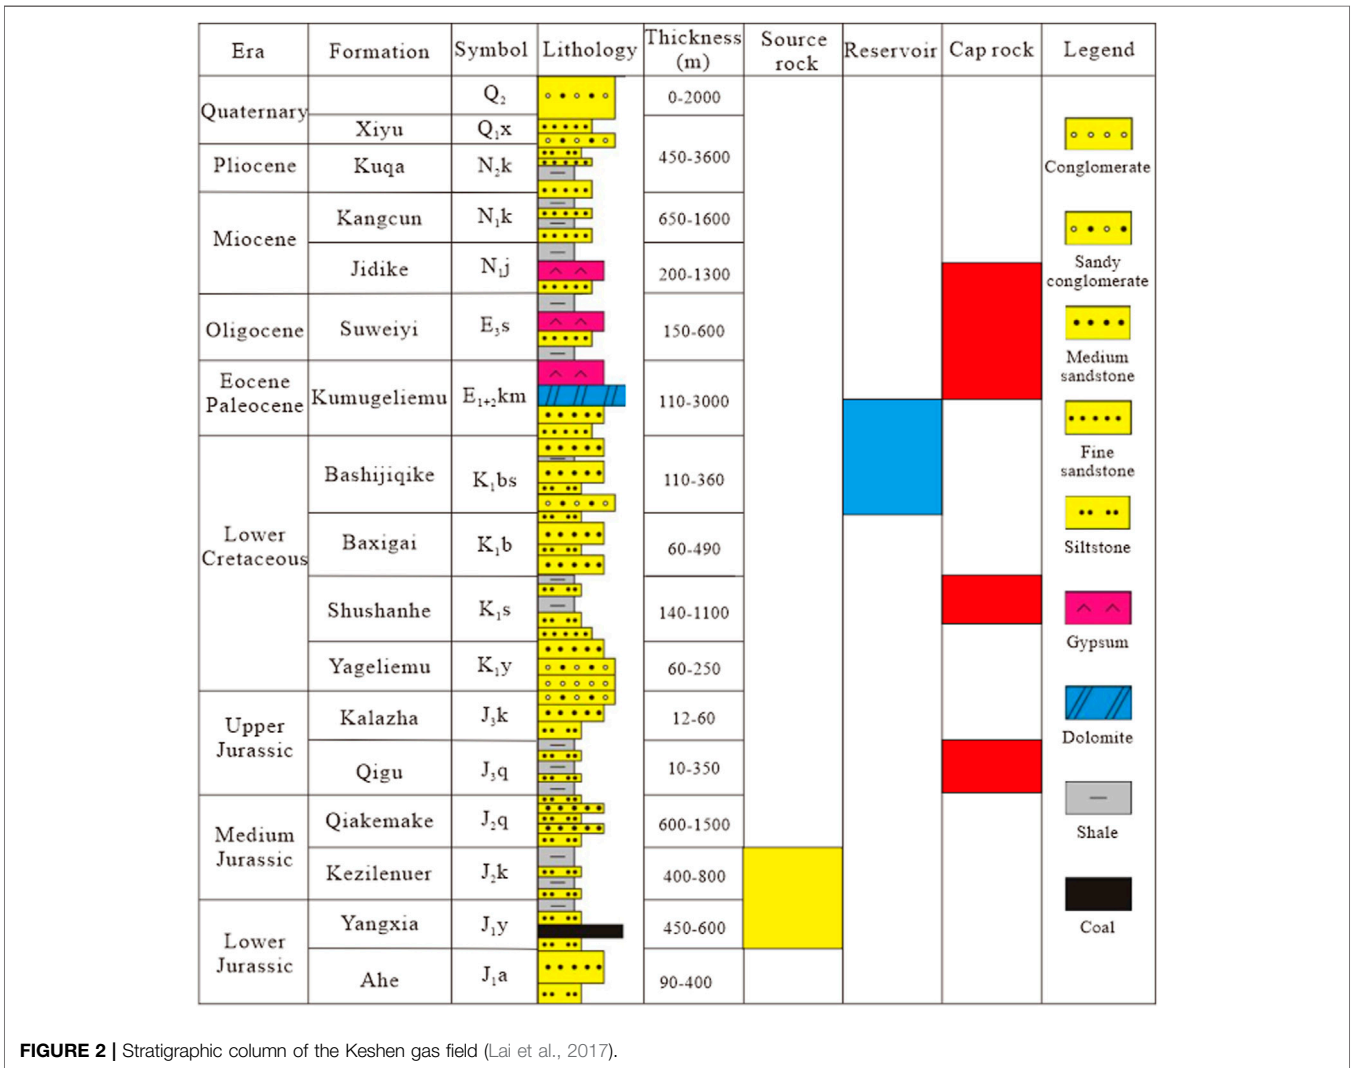 Era Formation Symbol Lithology Thickness (m) Source rock Reservoir Cap rock Legend
Quaternary Q₂ 0-2000
Xiyu Q₁x
Pliocene Kuqa N₂k 450-3600
Miocene Kangcun N₁k 650-1600
Jidike N₁j 200-1300
Oligocene Suweiyi E₃s 150-600
Eocene Paleocene Kumugeliemu E₁₊₂km 110-3000
Lower Cretaceous Bashijiqike K₁bs 110-360
Baxigai K₁b 60-490
Shushanhe K₁s 140-1100
Yageliemu K₁y 60-250
Upper Jurassic Kalazha J₃k 12-60
Qigu J₃q 10-350
Medium Jurassic Qiakemake J₂q 600-1500
Kezilenuer J₂k 400-800
Lower Jurassic Yangxia J₁y 450-600
Ahe J₁a 90-400
Conglomerate
Sandy
conglomerate
Medium
sandstone
Fine
sandstone
Siltstone
Gypsum
Dolomite
Shale
Coal
FIGURE 2 | Stratigraphic column of the Keshen gas field (Lai et al., 2017).